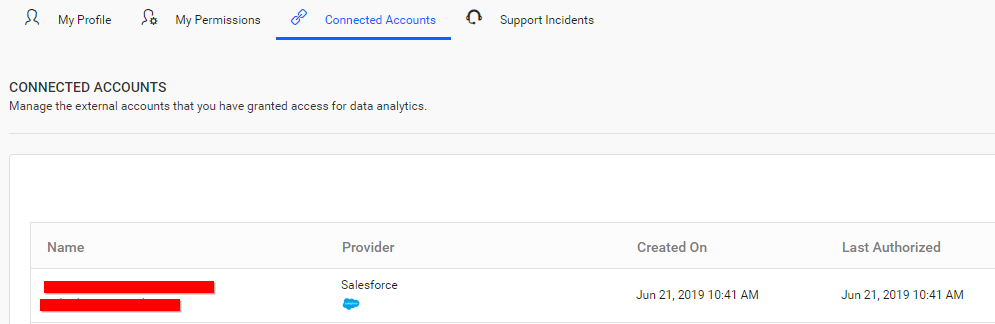 My Profile My Permissions Connected Accounts Support Incidents
CONNECTED ACCOUNTS
Manage the external accounts that you have granted access for data analytics.
Name Provider Created On Last Authorized
Salesforce
Jun 21, 2019 10:41 AM Jun 21, 2019 10:41 AM